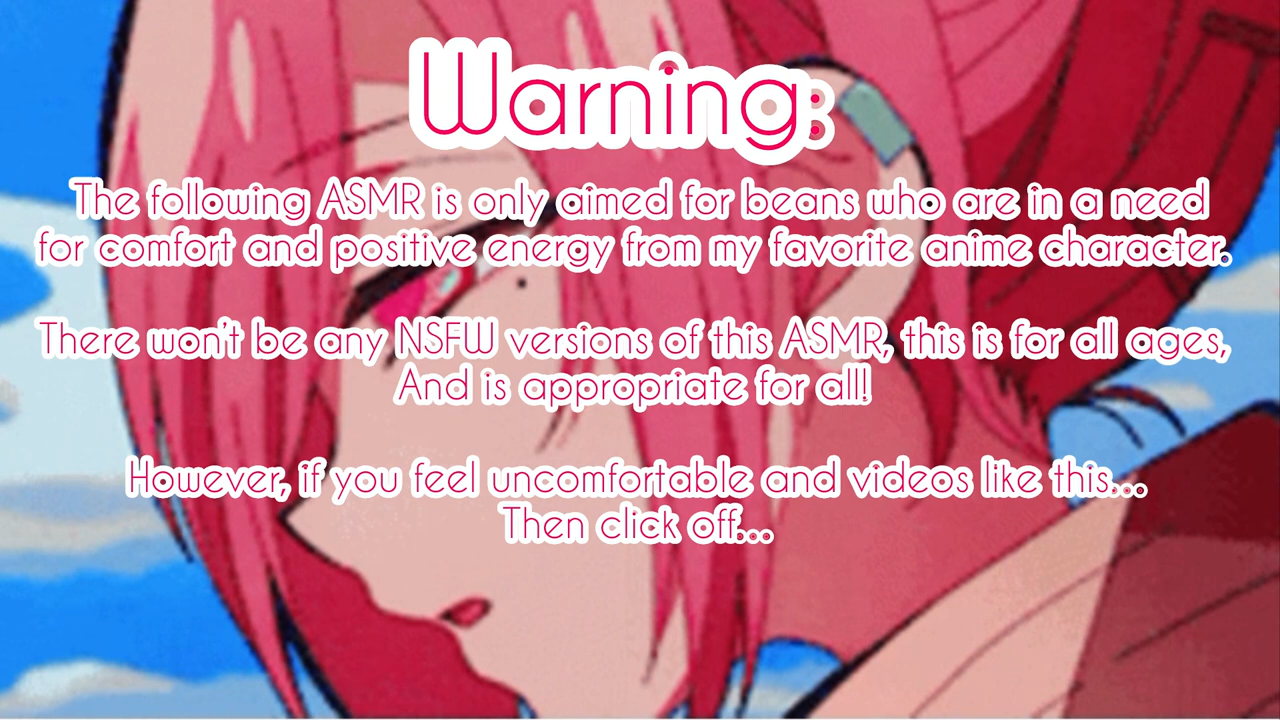 Warning:
The following ASMR is only aimed for beans who are in a need
for comfort and positive energy from my favorite anime character.
There won't be any NSFW versions of this ASMR, this is for all ages,
And is appropriate for all!
However, if you feel uncomfortable and videos like this...
Then click off...